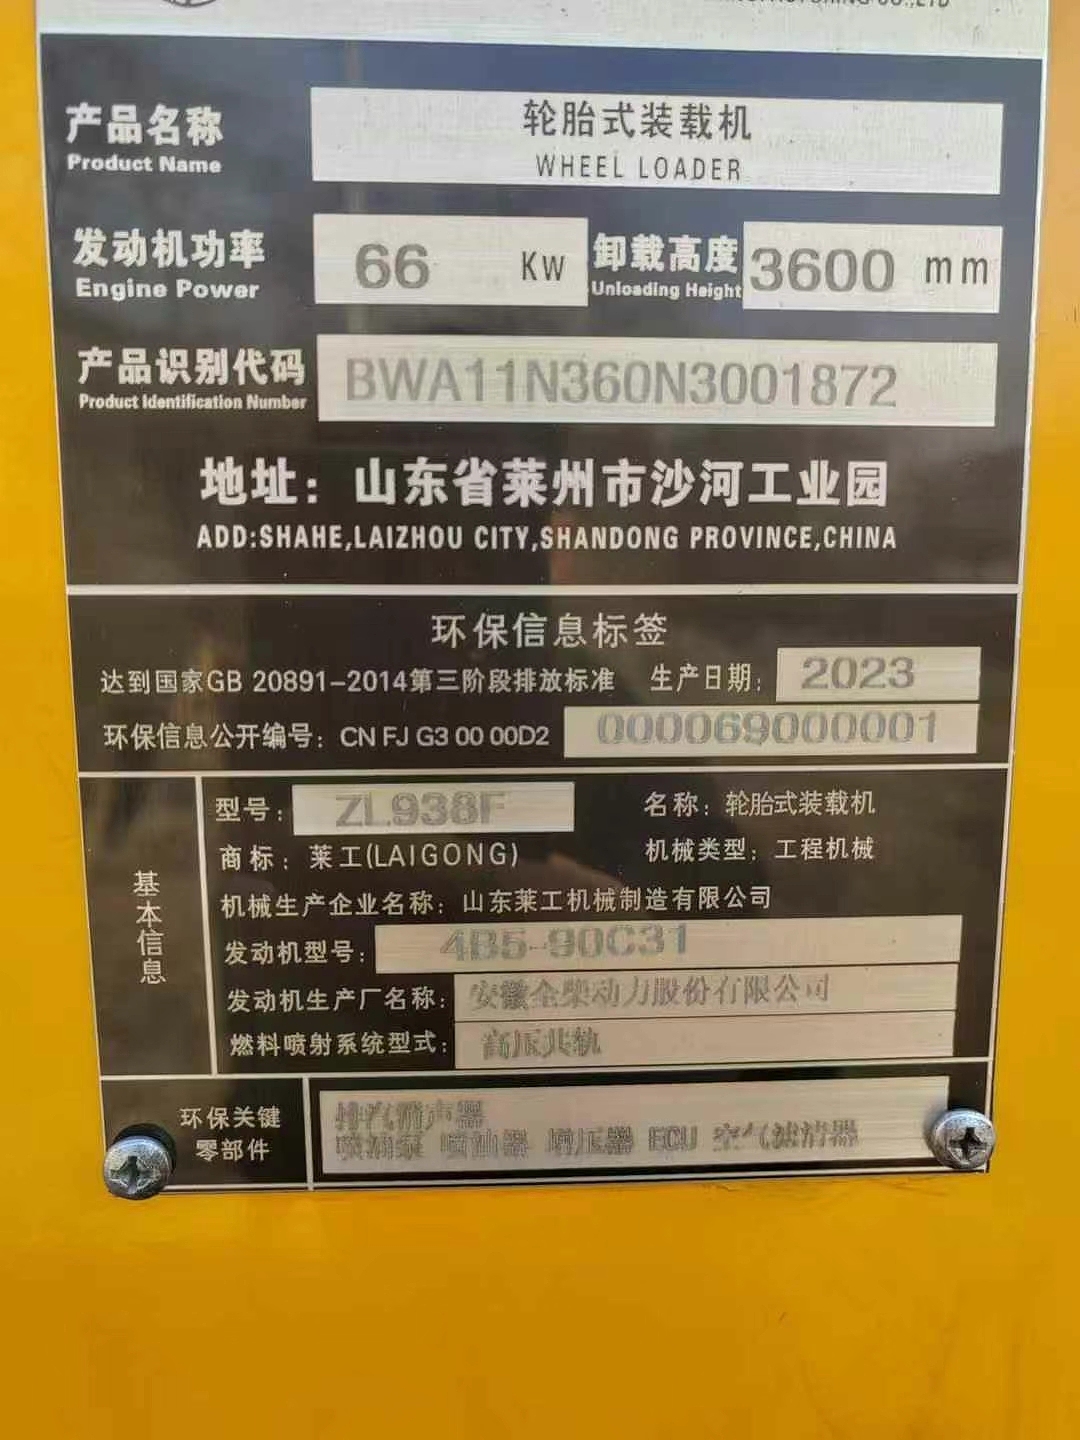 CO.,LTD
产品名称 轮胎式装载机
Product Name WHEEL LOADER
发动机功率 66 Kw 卸载高度 3600 mm
Engine Power Unloading Height
产品识别代码 BWA11N360N3001872
Product Identification Number
地址：山东省莱州市沙河工业园
ADD:SHAHE,LAIZHOU CITY,SHANDONG PROVINCE,CHINA
环保信息标签
达到国家GB 20891-2014第三阶段排放标准 生产日期：2023
环保信息公开编号：CN FJ G3 00 00D2 000069000001
基本信息
型号：ZL938F 名称：轮胎式装载机
商标：莱工(LAIGONG) 机械类型：工程机械
机械生产企业名称：山东莱工机械制造有限公司
发动机型号：4B5-90C31
发动机生产厂名称：安徽全柴动力股份有限公司
燃料喷射系统型式：高压共轨
环保关键 排汽消声器
零部件 喷油泵 喷油器 增压器 ECU 空气滤清器